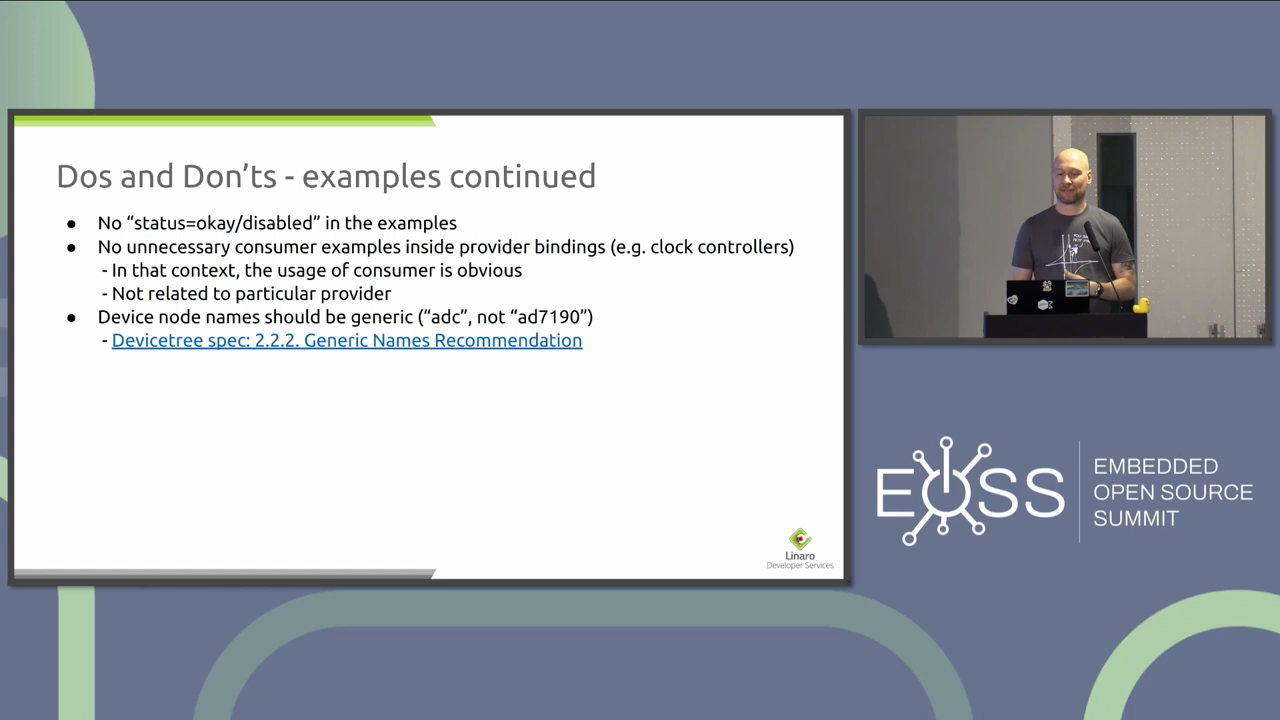 Dos and Don’ts - examples continued
● No “status=okay/disabled” in the examples
● No unnecessary consumer examples inside provider bindings (e.g. clock controllers)
- In that context, the usage of consumer is obvious
- Not related to particular provider
● Device node names should be generic (“adc”, not “ad7190”)
- Devicetree spec: 2.2.2. Generic Names Recommendation
Linaro
Developer Services
EOSS
EMBEDDED
OPEN SOURCE
SUMMIT